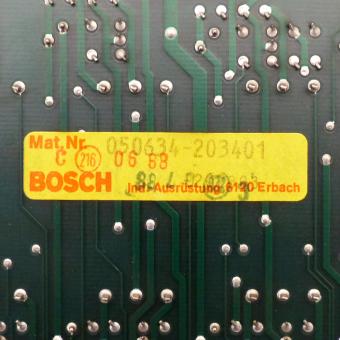 Mat.Nr. 050634-203401
C 216 06 88
BOSCH Ind. Ausrüstung 6120 Erbach